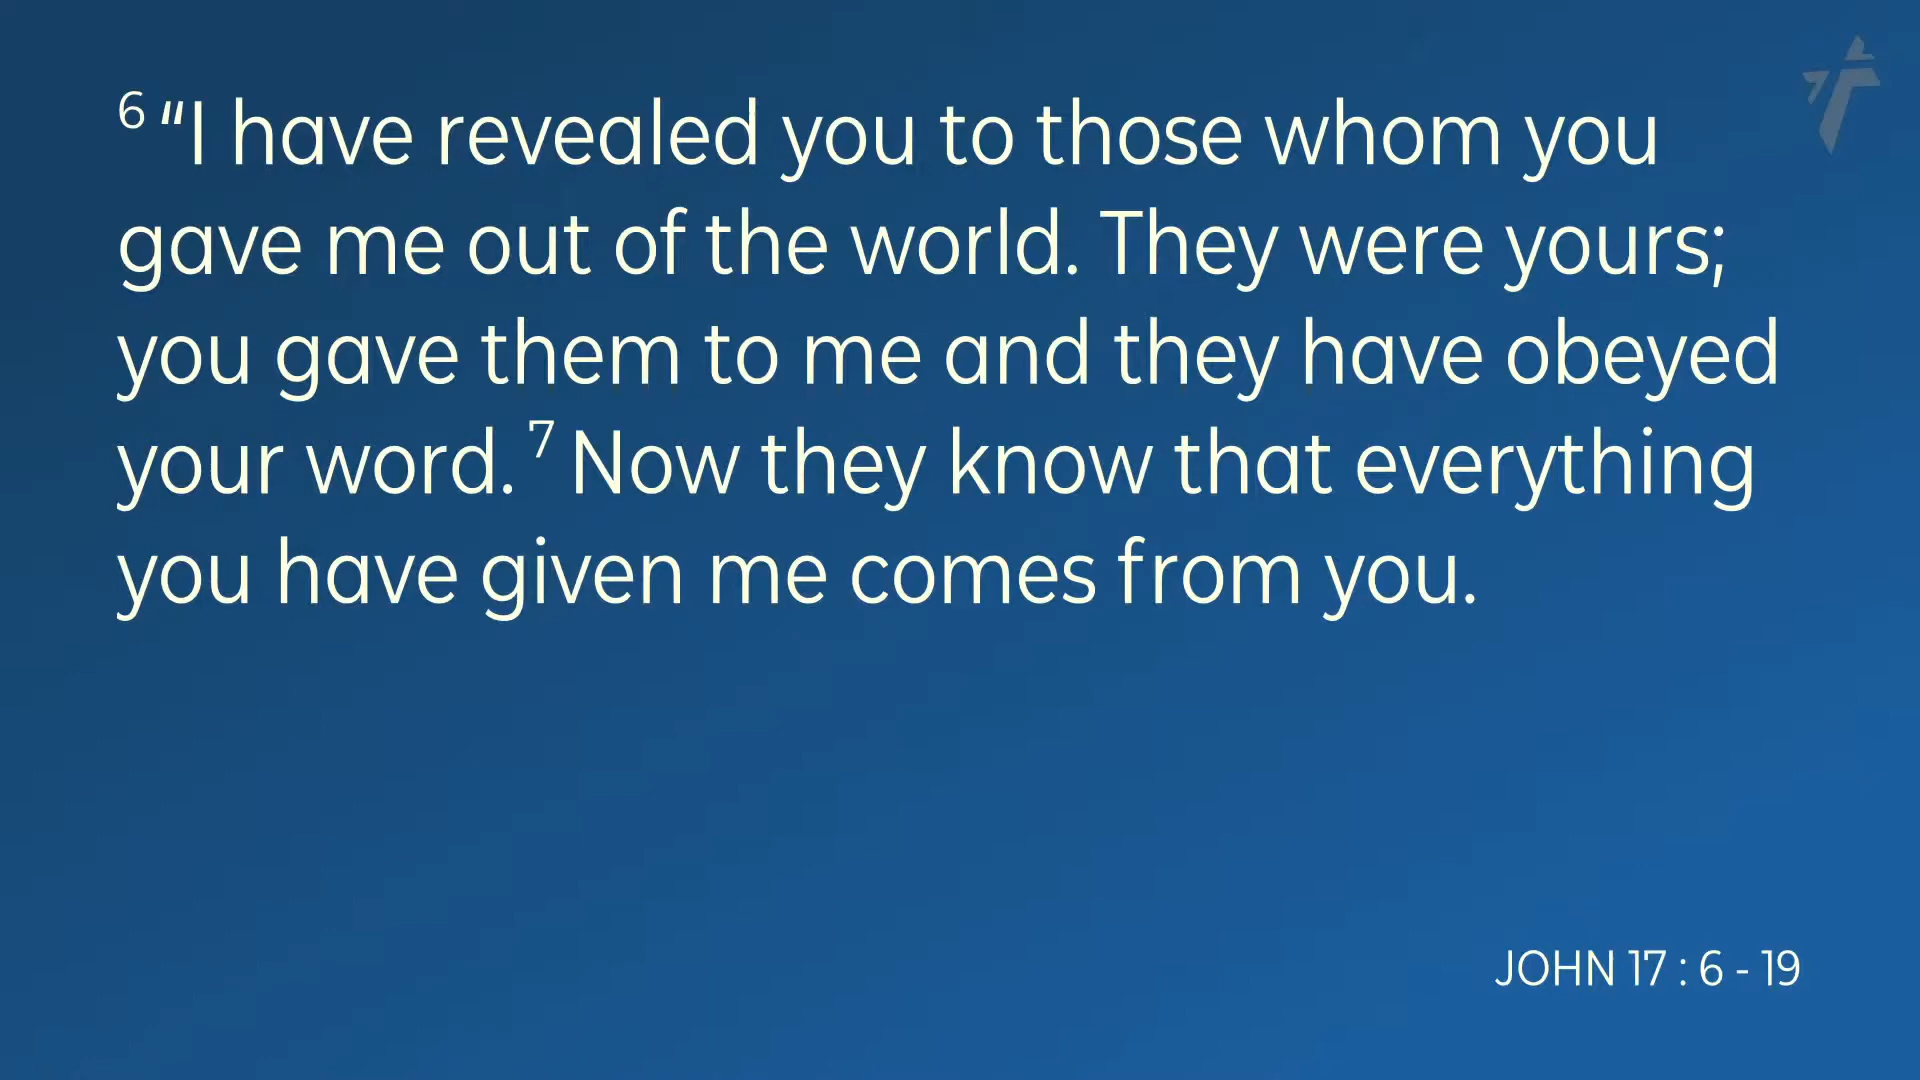 6 “I have revealed you to those whom you
gave me out of the world. They were yours;
you gave them to me and they have obeyed
your word. 7 Now they know that everything
you have given me comes from you.
JOHN 17 : 6 - 19